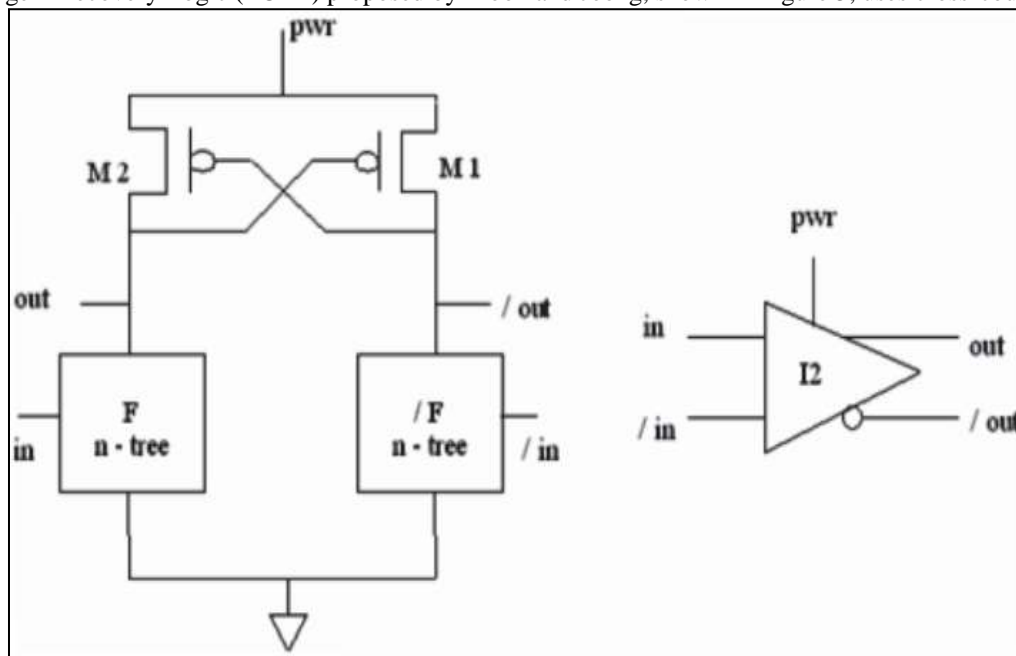 pwr
M 2
M 1
out
/ out
F
n - tree
in
/ F
n - tree
/ in
pwr
in
/ in
I2
out
/ out